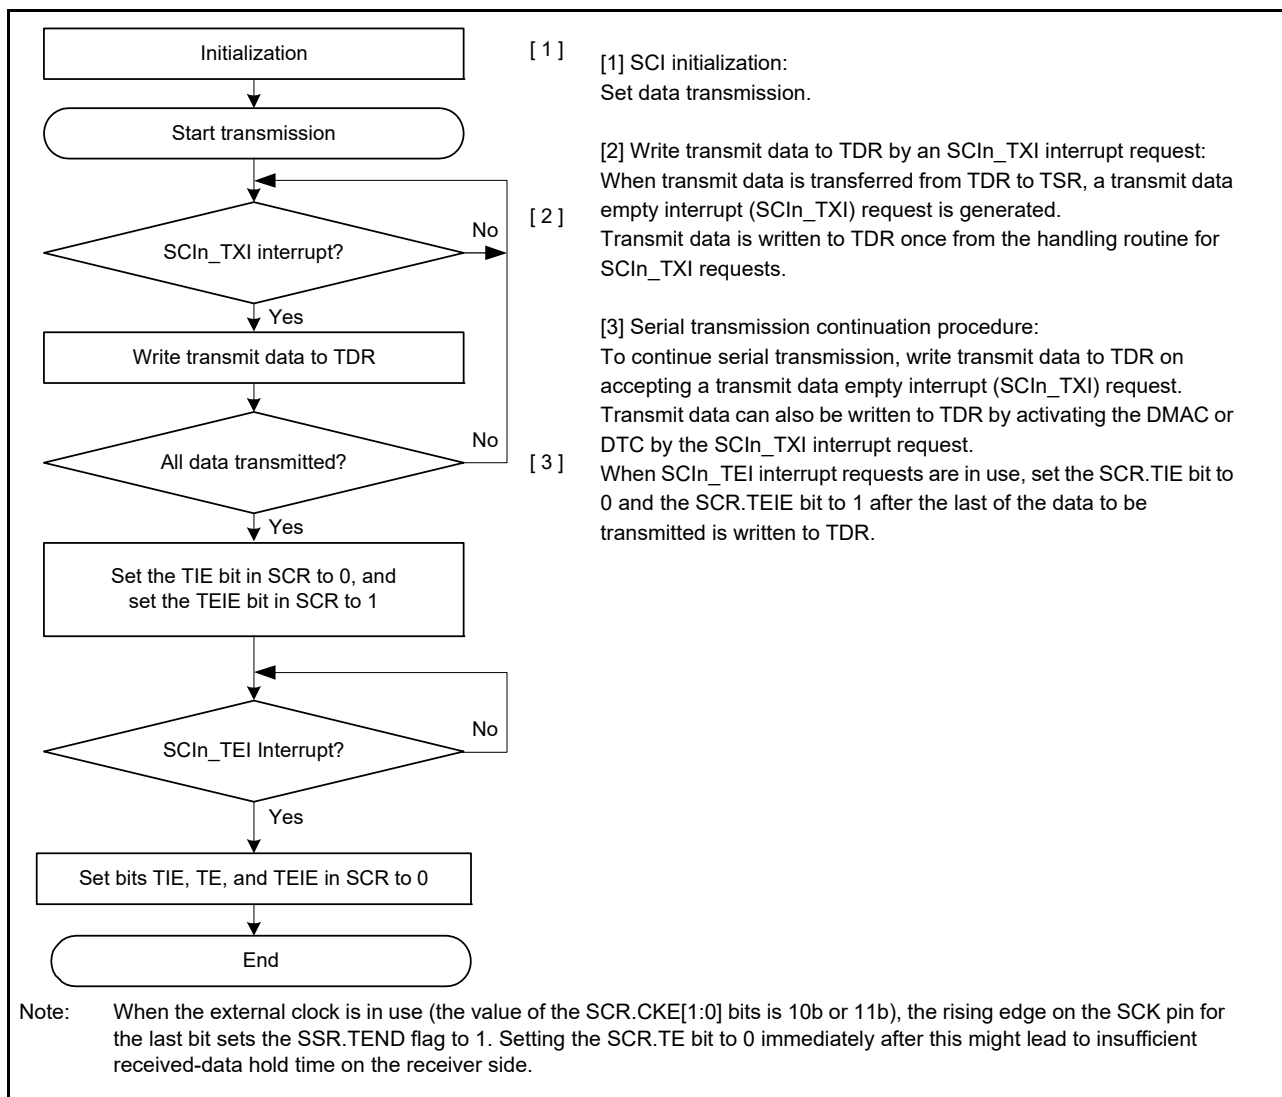 Initialization
[ 1 ]
Start transmission
SCIn_TXI interrupt?
No
[ 2 ]
Yes
Write transmit data to TDR
All data transmitted?
No
[ 3 ]
Yes
Set the TIE bit in SCR to 0, and
set the TEIE bit in SCR to 1
SCIn_TEI Interrupt?
No
Yes
Set bits TIE, TE, and TEIE in SCR to 0
End
[1] SCI initialization:
Set data transmission.
[2] Write transmit data to TDR by an SCIn_TXI interrupt request:
When transmit data is transferred from TDR to TSR, a transmit data
empty interrupt (SCIn_TXI) request is generated.
Transmit data is written to TDR once from the handling routine for
SCIn_TXI requests.
[3] Serial transmission continuation procedure:
To continue serial transmission, write transmit data to TDR on
accepting a transmit data empty interrupt (SCIn_TXI) request.
Transmit data can also be written to TDR by activating the DMAC or
DTC by the SCIn_TXI interrupt request.
When SCIn_TEI interrupt requests are in use, set the SCR.TIE bit to
0 and the SCR.TEIE bit to 1 after the last of the data to be
transmitted is written to TDR.
Note: When the external clock is in use (the value of the SCR.CKE[1:0] bits is 10b or 11b), the rising edge on the SCK pin for
the last bit sets the SSR.TEND flag to 1. Setting the SCR.TE bit to 0 immediately after this might lead to insufficient
received-data hold time on the receiver side.